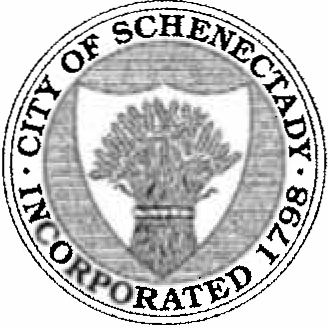 · CITY OF SCHENECTADY ·
INCORPORATED 1798